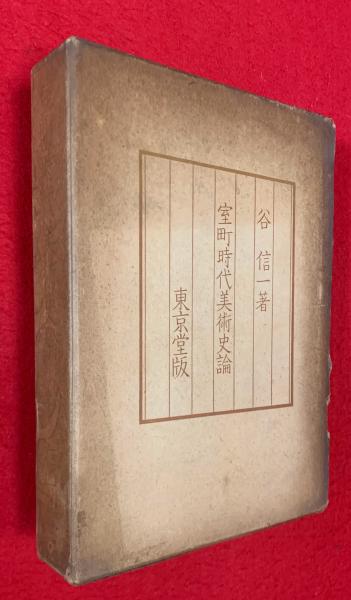 谷 信一著
室町時代美術史論
東京堂版